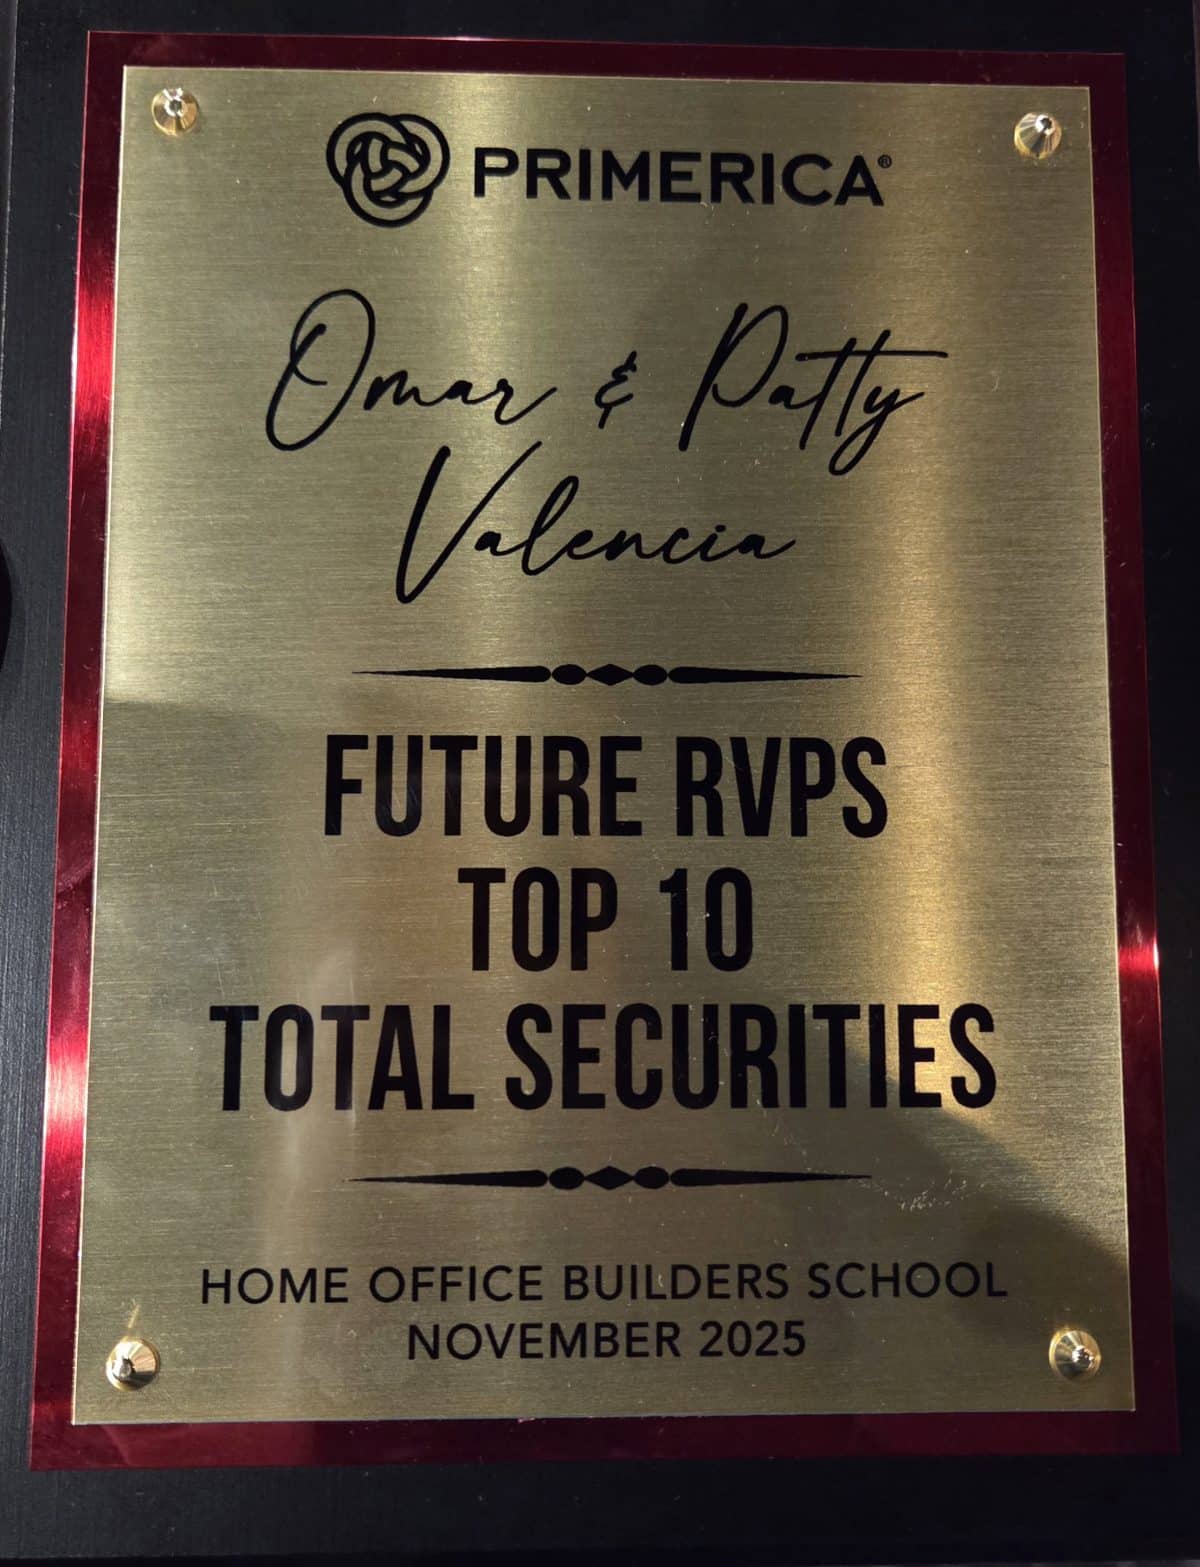 PRIMERICA®
Omar & Patty
Valencia
FUTURE RVPS
TOP 10
TOTAL SECURITIES
HOME OFFICE BUILDERS SCHOOL
NOVEMBER 2025